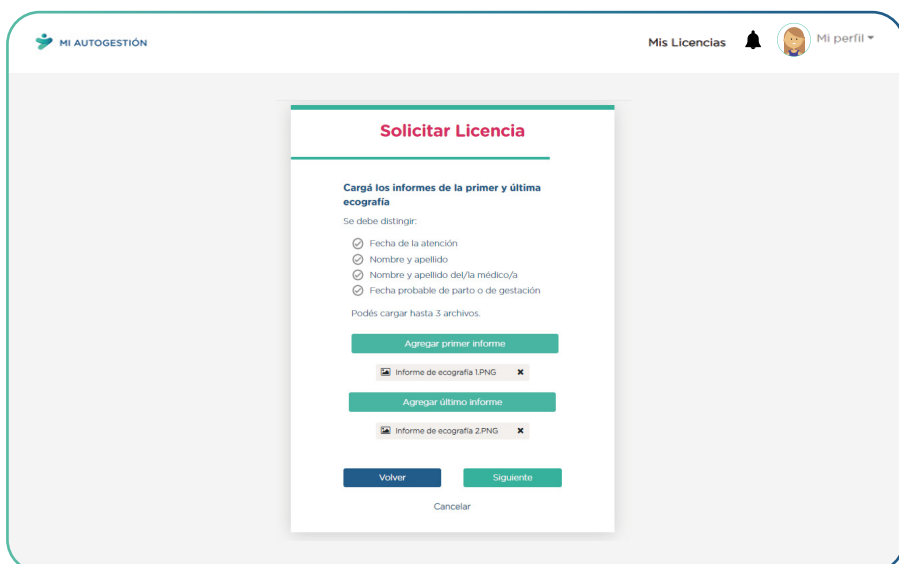 MI AUTOGESTIÓN
Mis Licencias
Mi perfil
Solicitar Licencia
Cargá los informes de la primer y última
ecografía
Se debe distingir:
Fecha de la atención
Nombre y apellido
Nombre y apellido del/la médico/a
Fecha probable de parto o de gestación
Podés cargar hasta 3 archivos.
Agregar primer informe
Informe de ecografía 1.PNG
Agregar último informe
Informe de ecografía 2.PNG
Volver
Siguiente
Cancelar